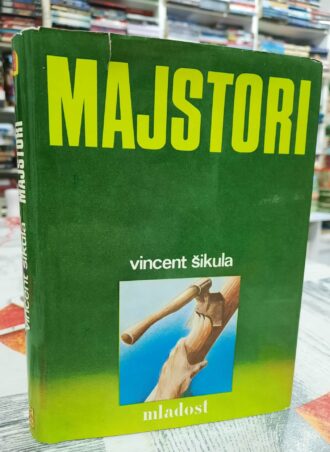 MAJSTORI
vincent šikula
mladost
vincent šikula MAJSTORI